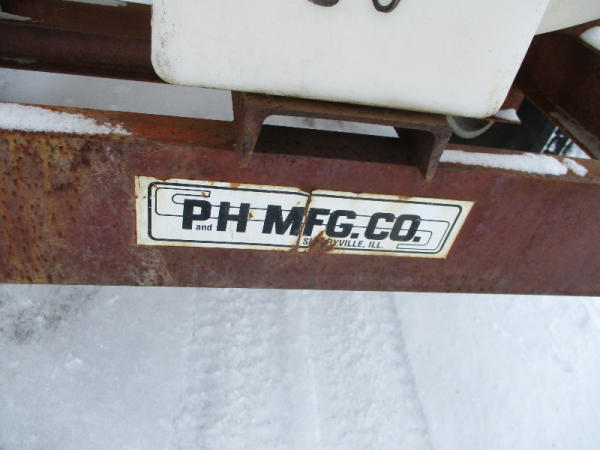 P and H MFG. CO.
ILL.